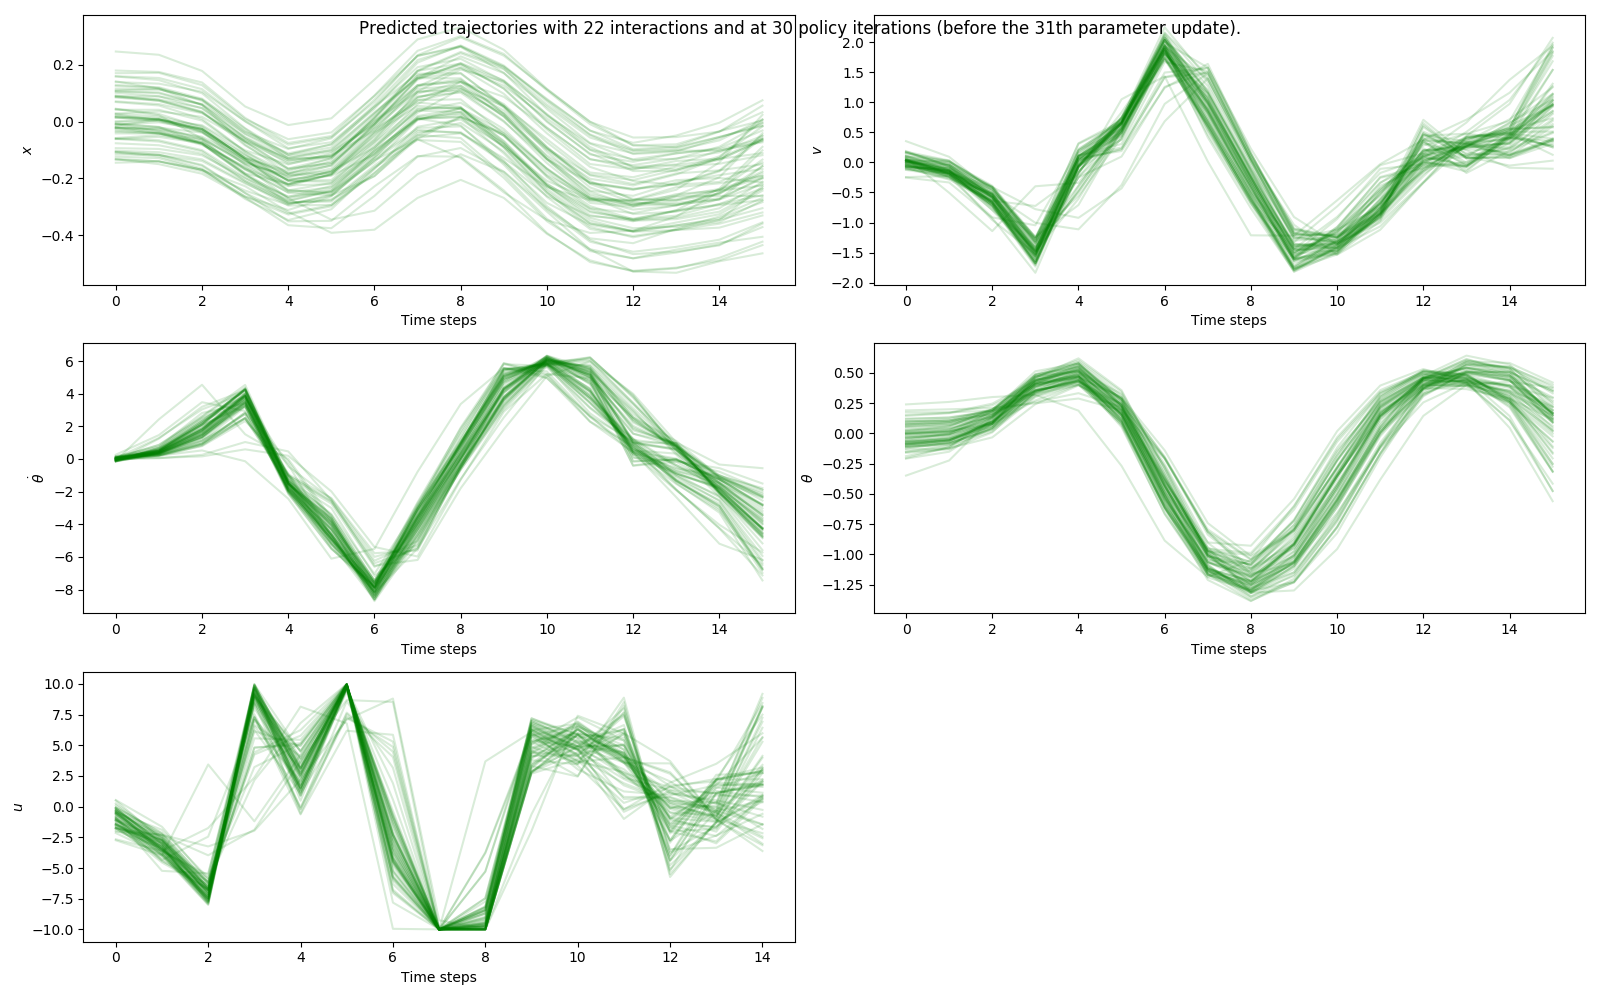 Predicted trajectories with 22 interactions and at 30 policy iterations (before the 31th parameter update).
0.2
0.0
−0.2
−0.4
x
0 2 4 6 8 10 12 14
Time steps
2.0
1.5
1.0
0.5
0.0
−0.5
−1.0
−1.5
−2.0
v
0 2 4 6 8 10 12 14
Time steps
6
4
2
0
−2
−4
−6
−8
θ̇
0 2 4 6 8 10 12 14
Time steps
0.50
0.25
0.00
−0.25
−0.50
−0.75
−1.00
−1.25
θ
0 2 4 6 8 10 12 14
Time steps
10.0
7.5
5.0
2.5
0.0
−2.5
−5.0
−7.5
−10.0
u
0 2 4 6 8 10 12 14
Time steps